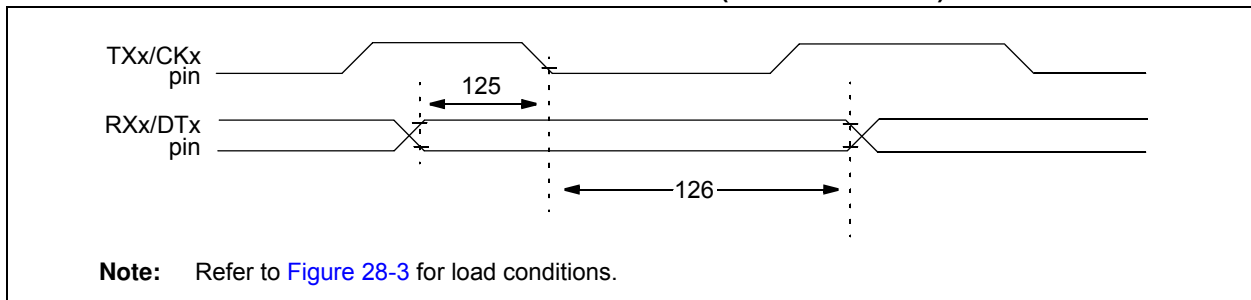 TXx/CKx
pin
125
RXx/DTx
pin
126
Note: Refer to Figure 28-3 for load conditions.